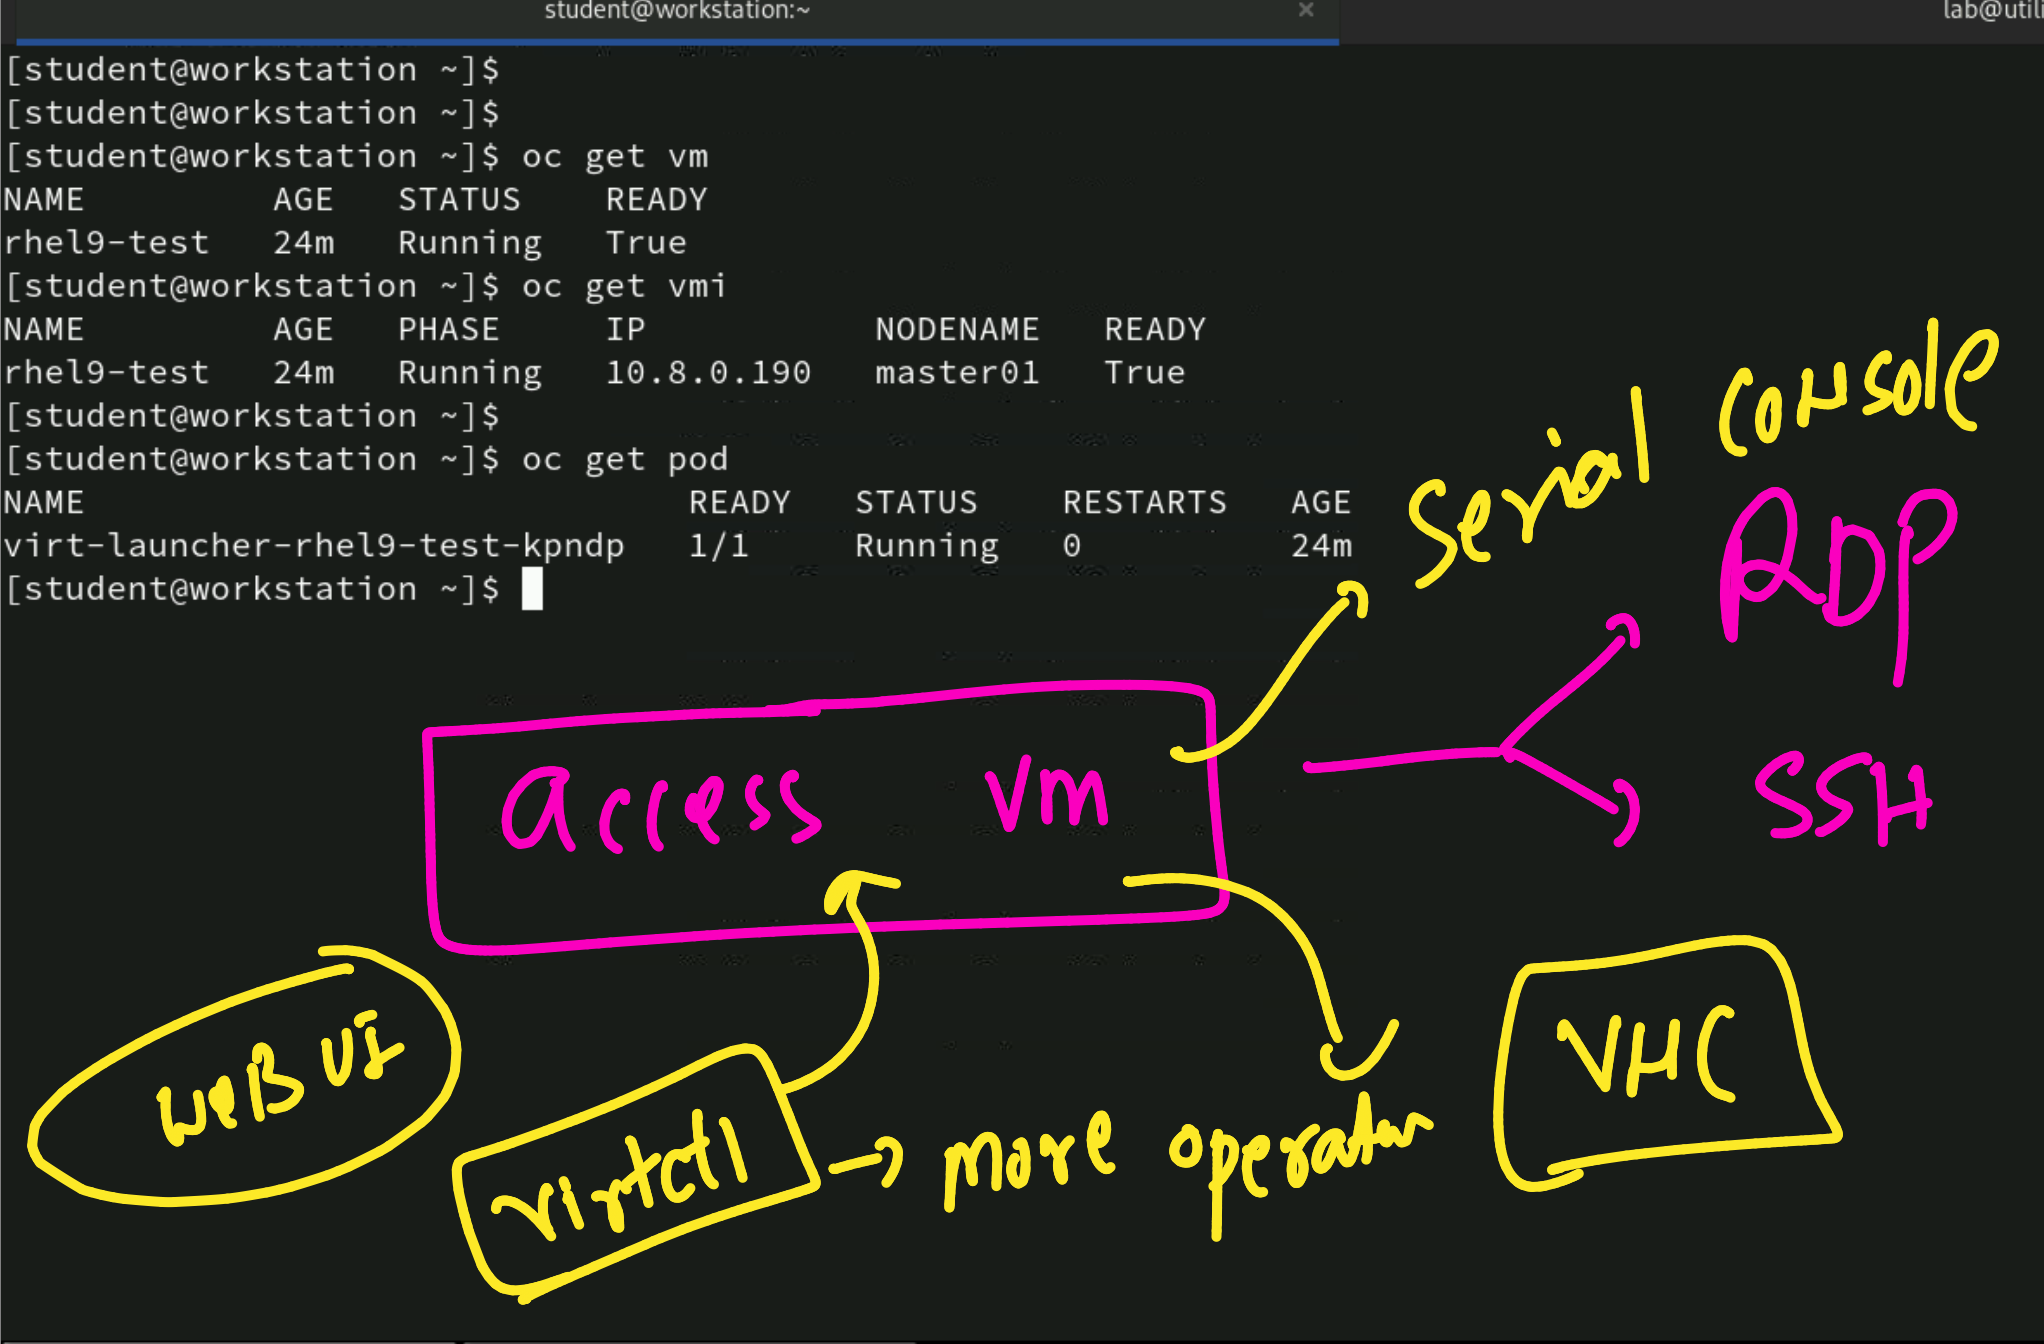 student@workstation:~ × lab@utili
[student@workstation ~]$
[student@workstation ~]$
[student@workstation ~]$ oc get vm
NAME AGE STATUS READY
rhel9-test 24m Running True
[student@workstation ~]$ oc get vmi
NAME AGE PHASE IP NODENAME READY
rhel9-test 24m Running 10.8.0.190 master01 True
[student@workstation ~]$
[student@workstation ~]$ oc get pod
NAME READY STATUS RESTARTS AGE
virt-launcher-rhel9-test-kpndp 1/1 Running 0 24m
[student@workstation ~]$
Serial console
RDP
access vm
SSH
weB UI
VHC
virtctl → more